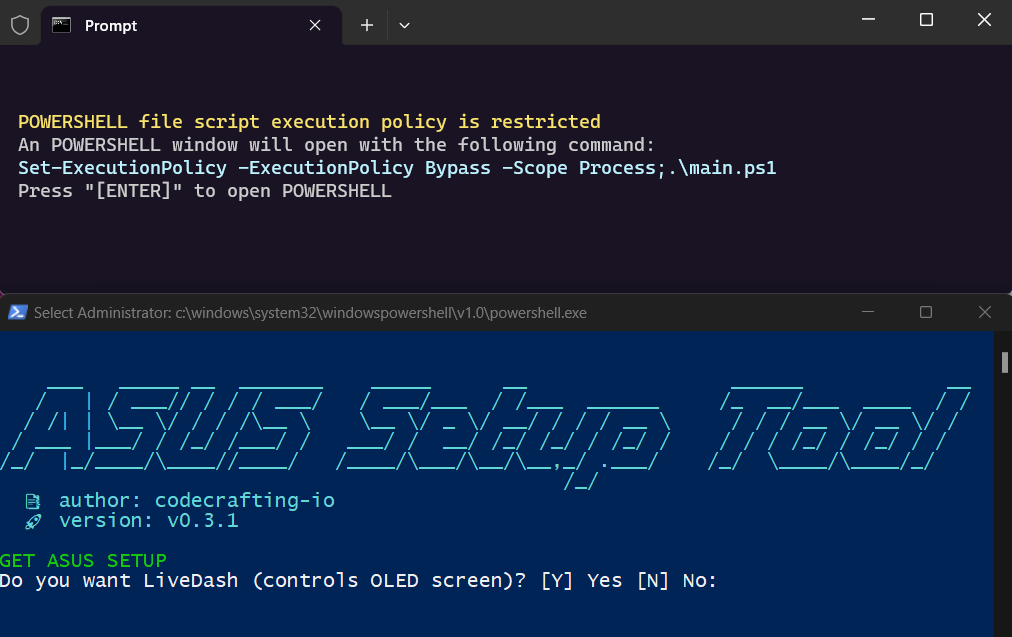 Prompt
POWERSHELL file script execution policy is restricted
An POWERSHELL window will open with the following command:
Set-ExecutionPolicy -ExecutionPolicy Bypass -Scope Process;.\main.ps1
Press "[ENTER]" to open POWERSHELL
Select Administrator: c:\windows\system32\windowspowershell\v1.0\powershell.exe
ASUS Setup Tool
author: codecrafting-io
version: v0.3.1
GET ASUS SETUP
Do you want LiveDash (controls OLED screen)? [Y] Yes [N] No: